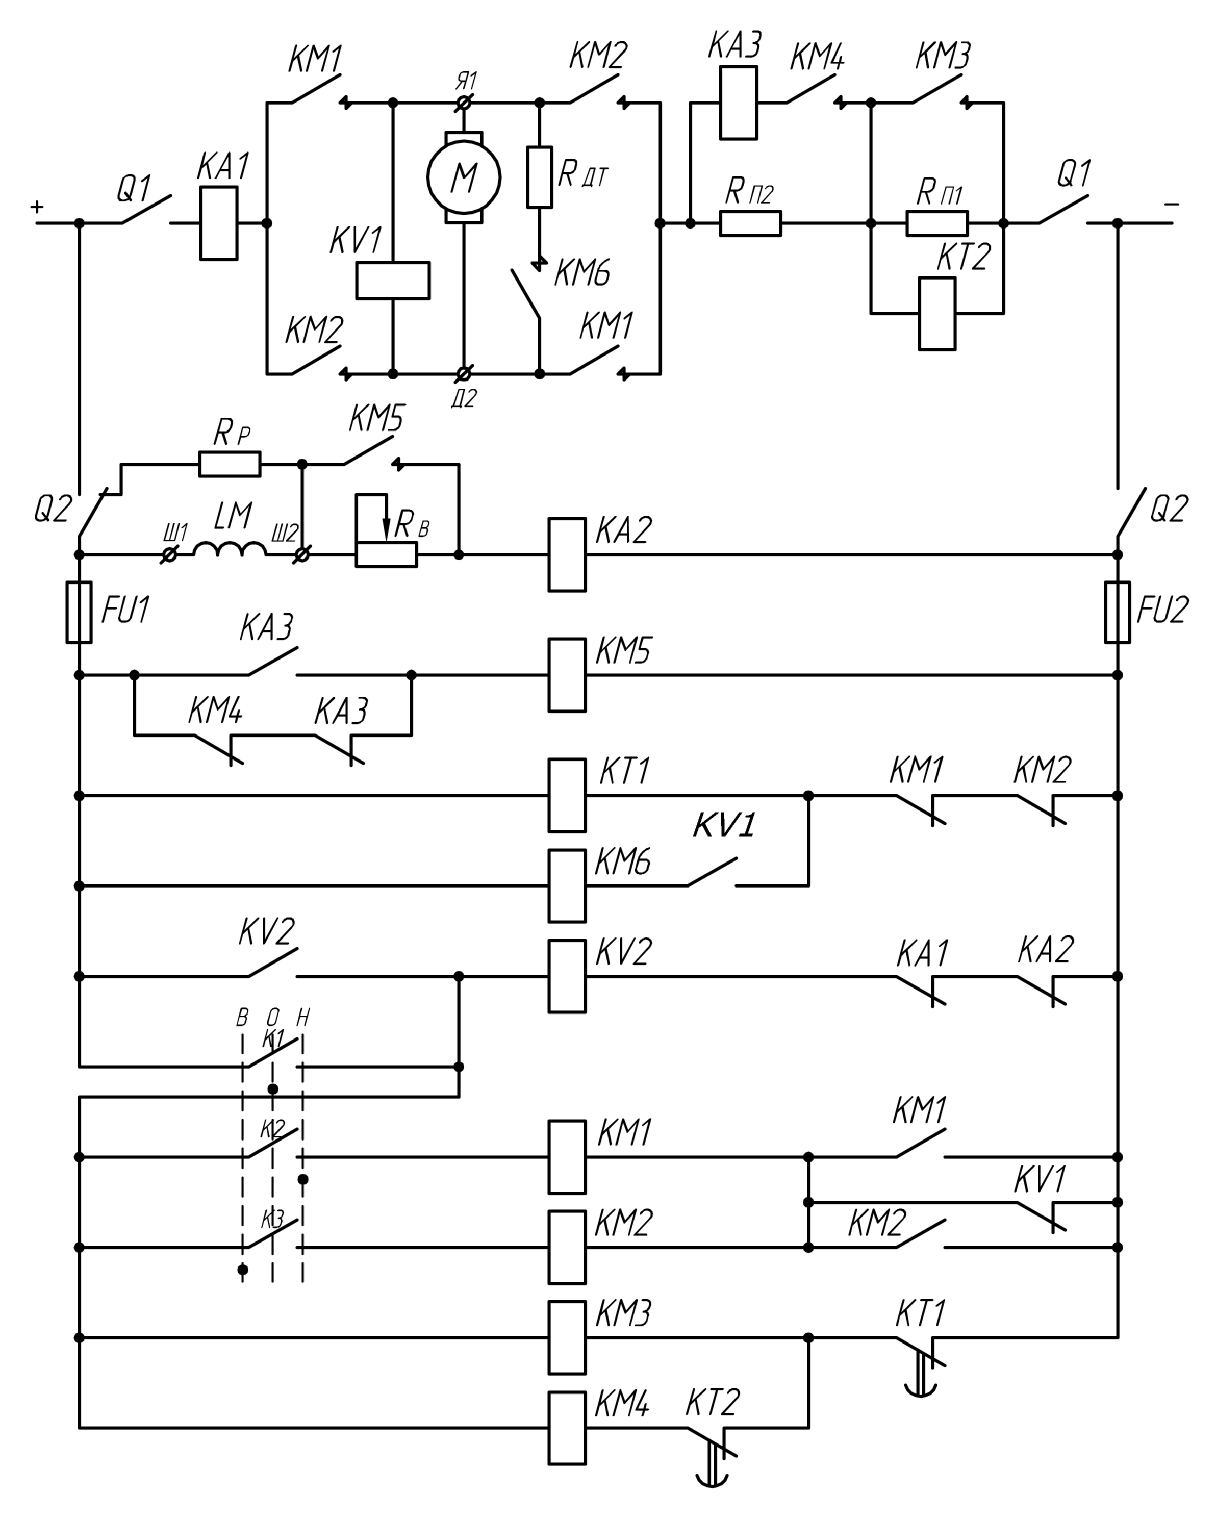 KM1
Я1
KM2
KA3
KM4
KM3
+
Q1
KA1
M
R ДТ
R П2
R П1
Q1
−
KV1
KM6
KT2
KM2
KM1
Д2
R Р
KM5
Q2
Ш1
LM
Ш2
R В
KA2
Q2
FU1
FU2
KA3
KM5
KM4
KA3
KT1
KM1
KM2
KV1
KM6
KV2
KV2
KA1
KA2
В О Н
К1
К2
KM1
KM1
KV1
К3
KM2
KM2
KM3
KT1
KM4
KT2